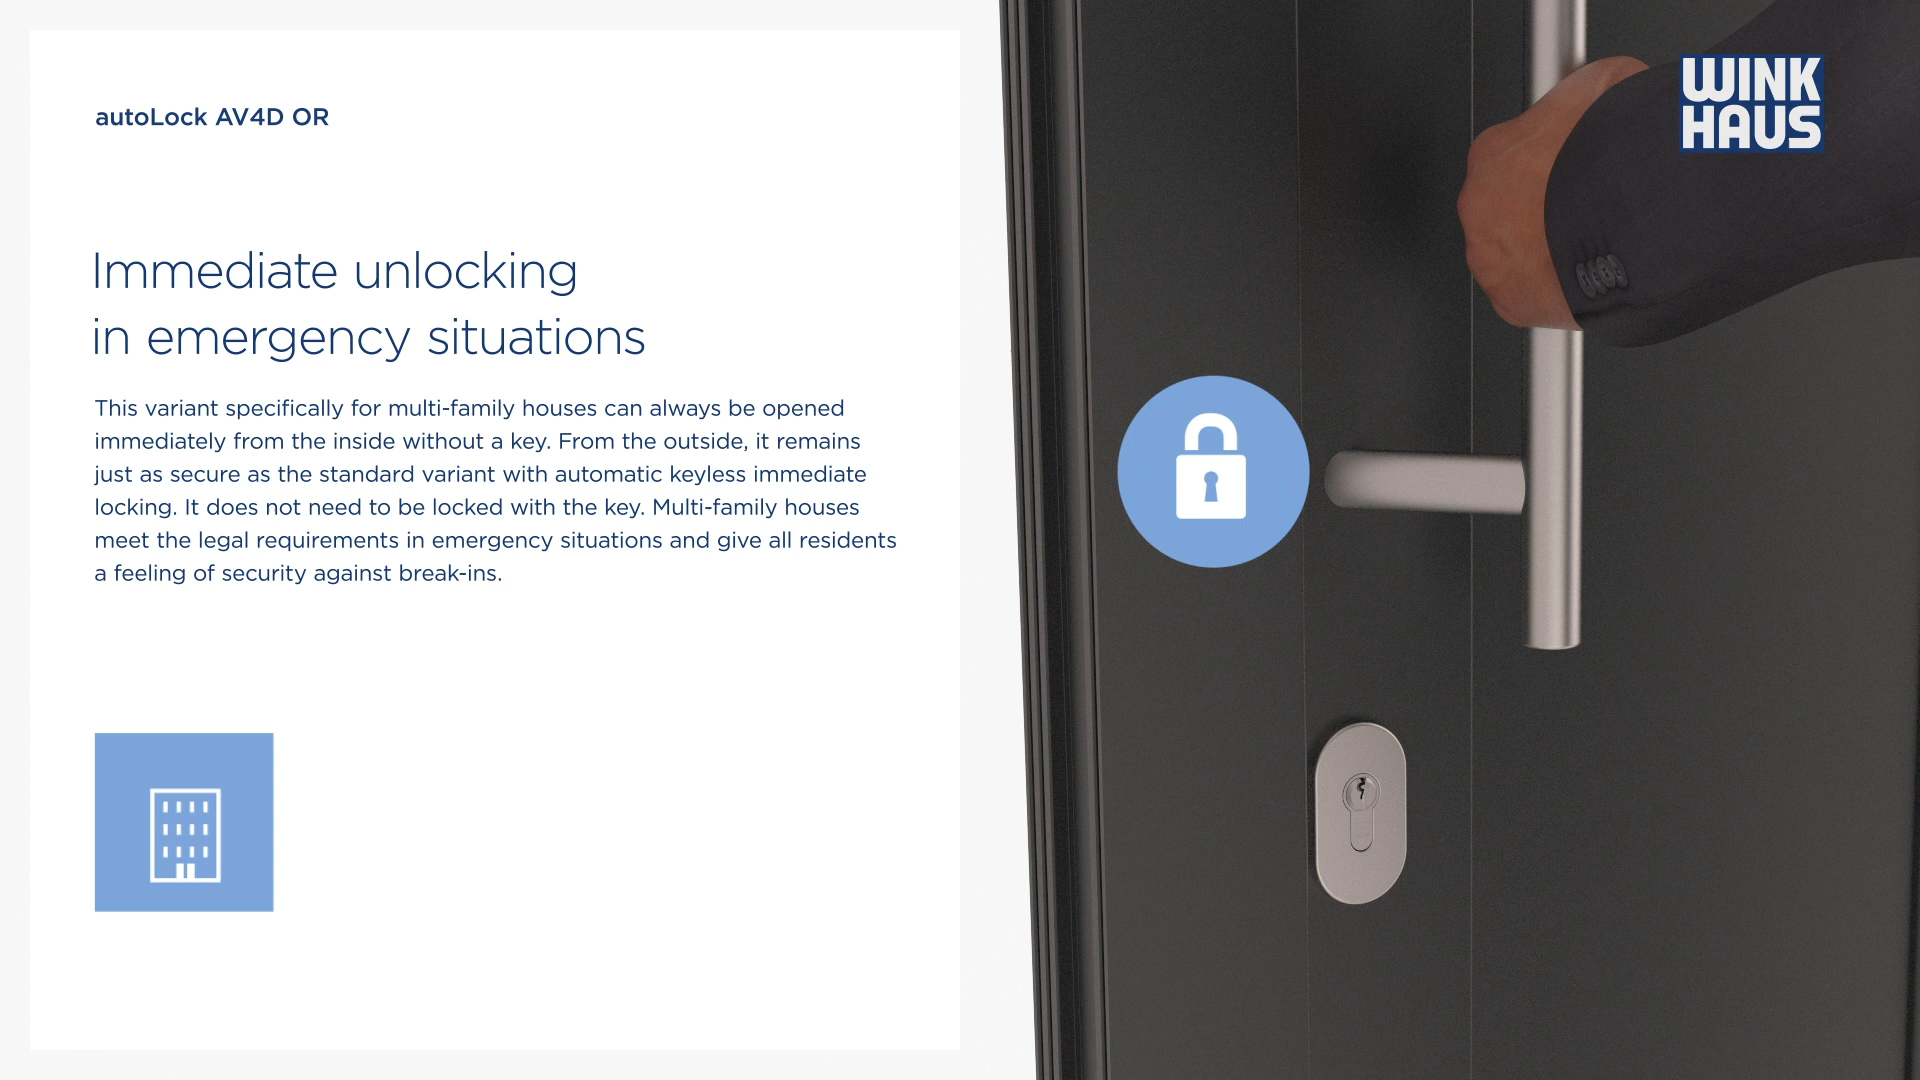 autoLock AV4D OR
WINK
HAUS
Immediate unlocking
in emergency situations
This variant specifically for multi-family houses can always be opened
immediately from the inside without a key. From the outside, it remains
just as secure as the standard variant with automatic keyless immediate
locking. It does not need to be locked with the key. Multi-family houses
meet the legal requirements in emergency situations and give all residents
a feeling of security against break-ins.